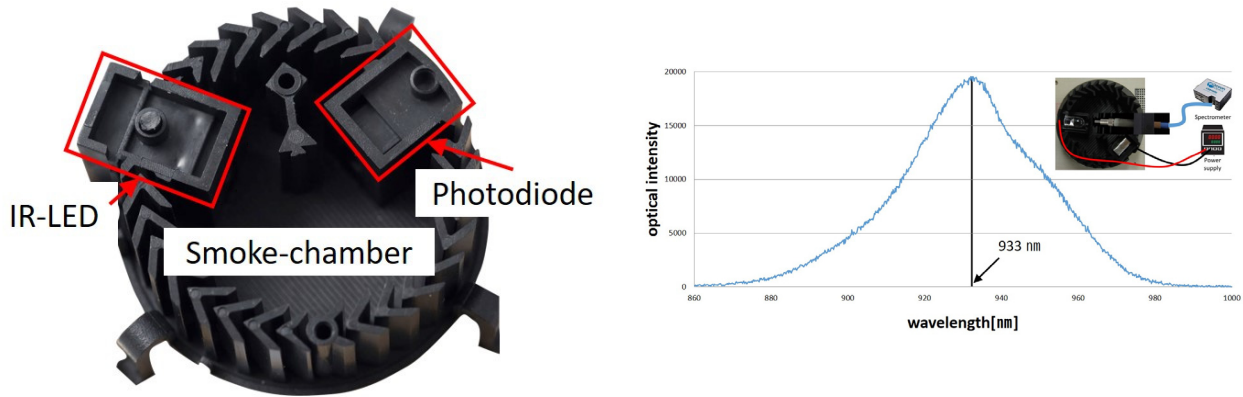 IR-LED
Smoke-chamber
Photodiode
optical intensity
20000
15000
10000
5000
0
860
880
900
920
940
960
980
1000
wavelength[㎚]
933 ㎚
Spectrometer
Power
supply